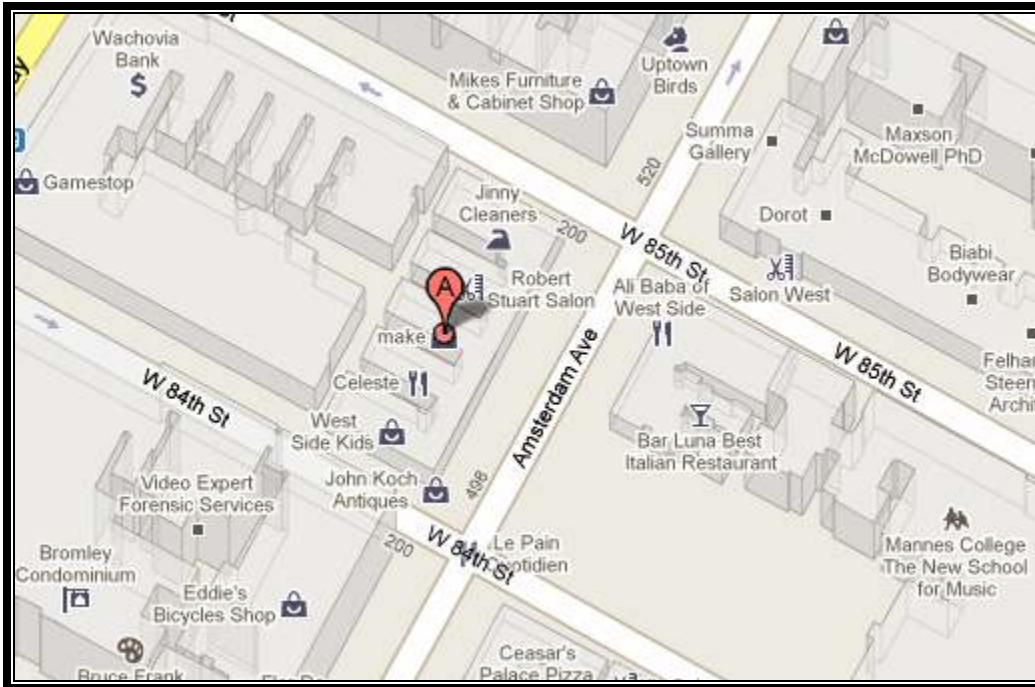 St
Wachovia
Bank
$
ay
Gamestop
Mikes Furniture
& Cabinet Shop
Uptown
Birds
Summa
Gallery
Maxson
McDowell PhD
520
Dorot
Jinny
Cleaners
200
W 85th St
Biabi
Bodywear
Robert
Stuart Salon
A
make
Ali Baba of
West Side
Salon West
W 84th St
Celeste
Amsterdam Ave
W 85th St
West
Side Kids
Bar Luna Best
Italian Restaurant
John Koch
Antiques
498
Video Expert
Forensic Services
200
W 84th St
Le Pain
Mannes College
The New School
for Music
Bromley
Condominium
Eddie's
Bicycles Shop
Bruce Frank
Ceasar's
Palace Pizza